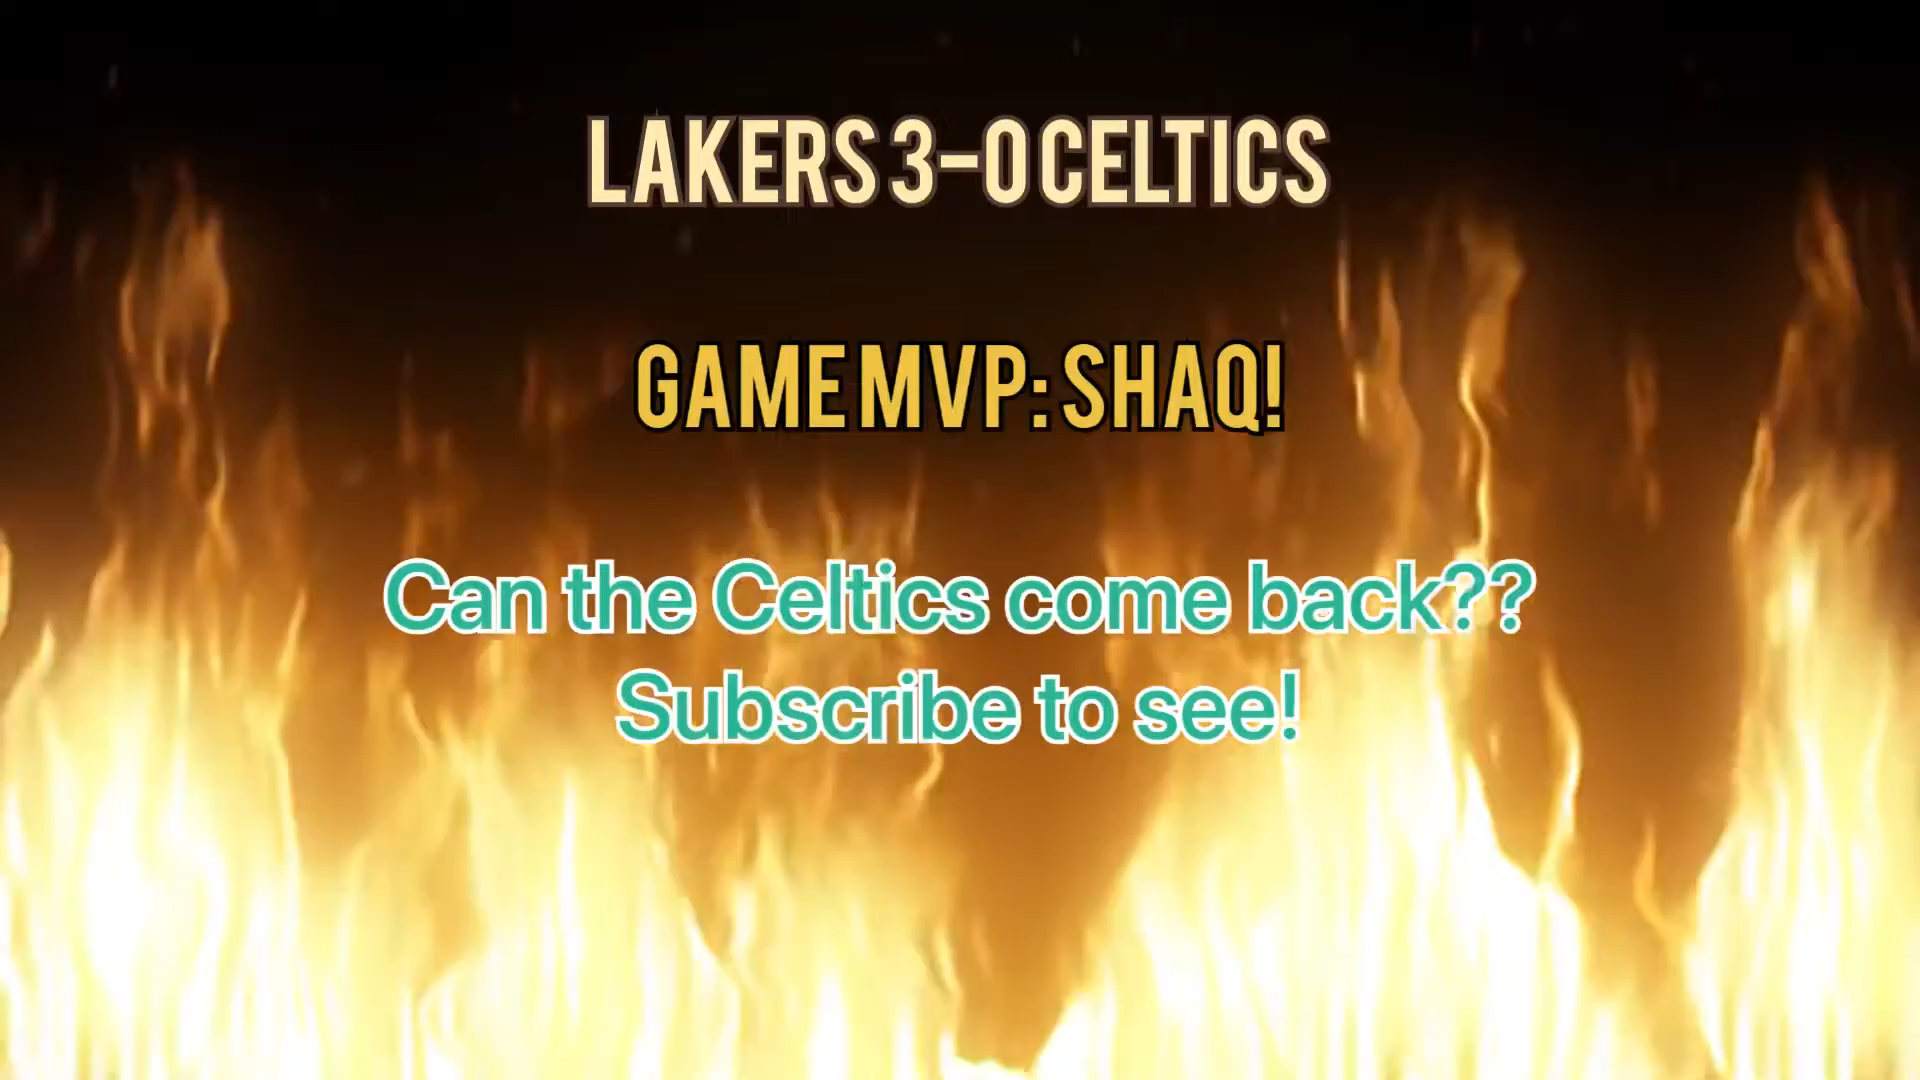 LAKERS 3-0 CELTICS
GAME MVP: SHAQ!
Can the Celtics come back??
Subscribe to see!